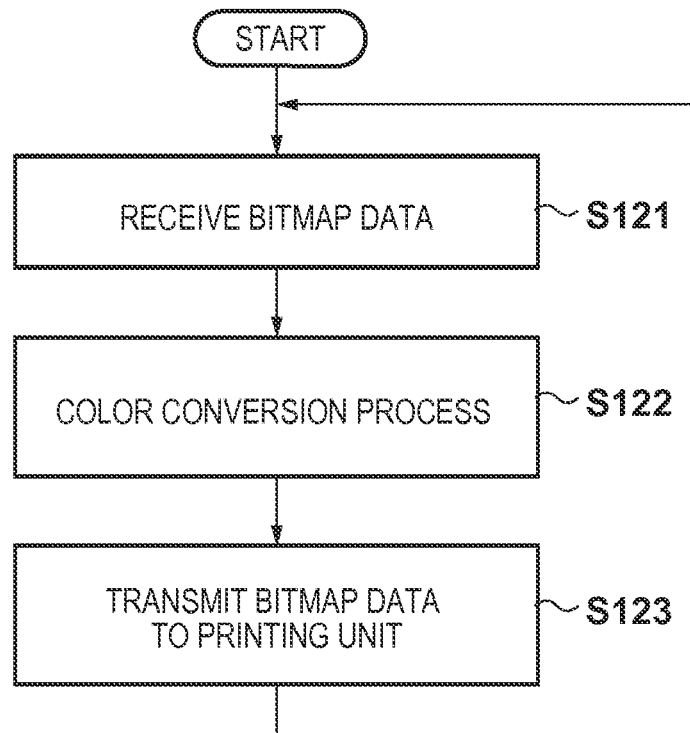 START
RECEIVE BITMAP DATA
S121
COLOR CONVERSION PROCESS
S122
TRANSMIT BITMAP DATA
TO PRINTING UNIT
S123